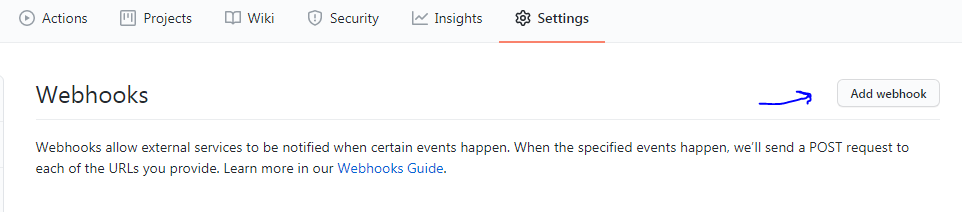 Actions Projects Wiki Security Insights Settings
Webhooks Add webhook
Webhooks allow external services to be notified when certain events happen. When the specified events happen, we'll send a POST request to
each of the URLs you provide. Learn more in our Webhooks Guide.